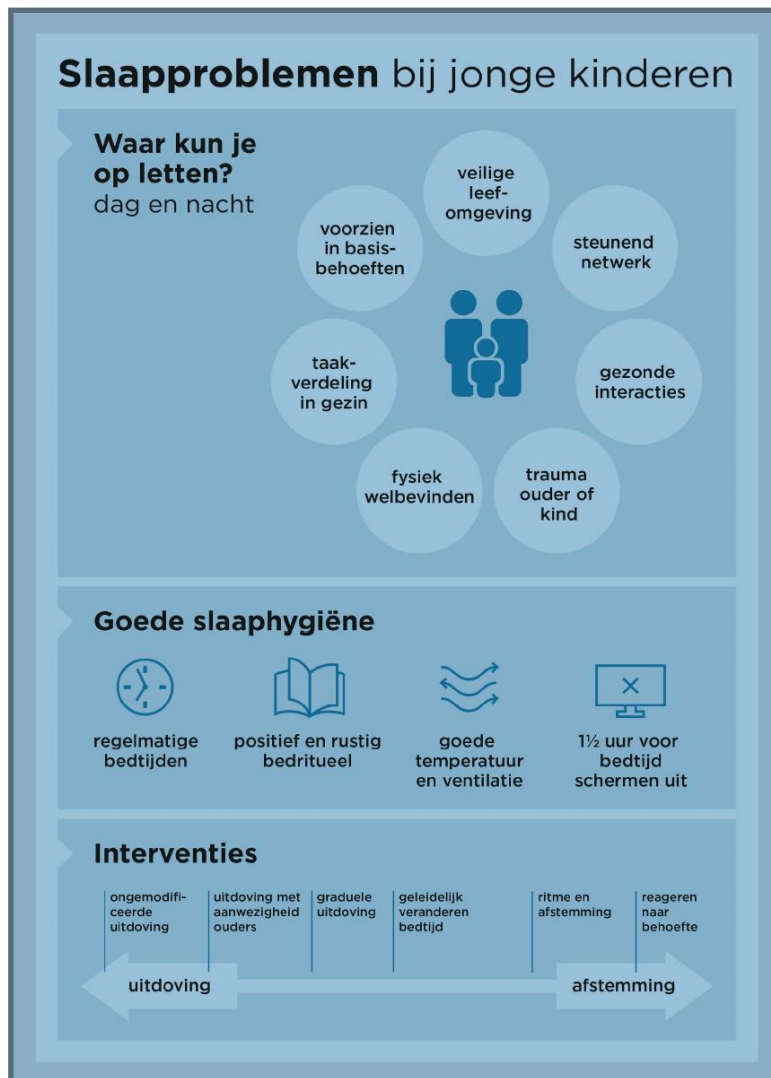 Slaapproblemen bij jonge kinderen
Waar kun je
op letten?
dag en nacht
veilige
leef-
omgeving
voorzien
in basis-
behoeften
steunend
netwerk
taak-
verdeling
in gezin
gezonde
interacties
fysiek
welbevinden
trauma
ouder of
kind
Goede slaaphygiëne
regelmatige
bedtijden
positief en rustig
bedritueel
goede
temperatuur
en ventilatie
1½ uur voor
bedtijd
schermen uit
Interventies
ongemodifi-
ceerde
uitdoving
uitdoving met
aanwezigheid
ouders
graduele
uitdoving
geleidelijk
veranderen
bedtijd
ritme en
afstemming
reageren
naar
behoefte
uitdoving
afstemming